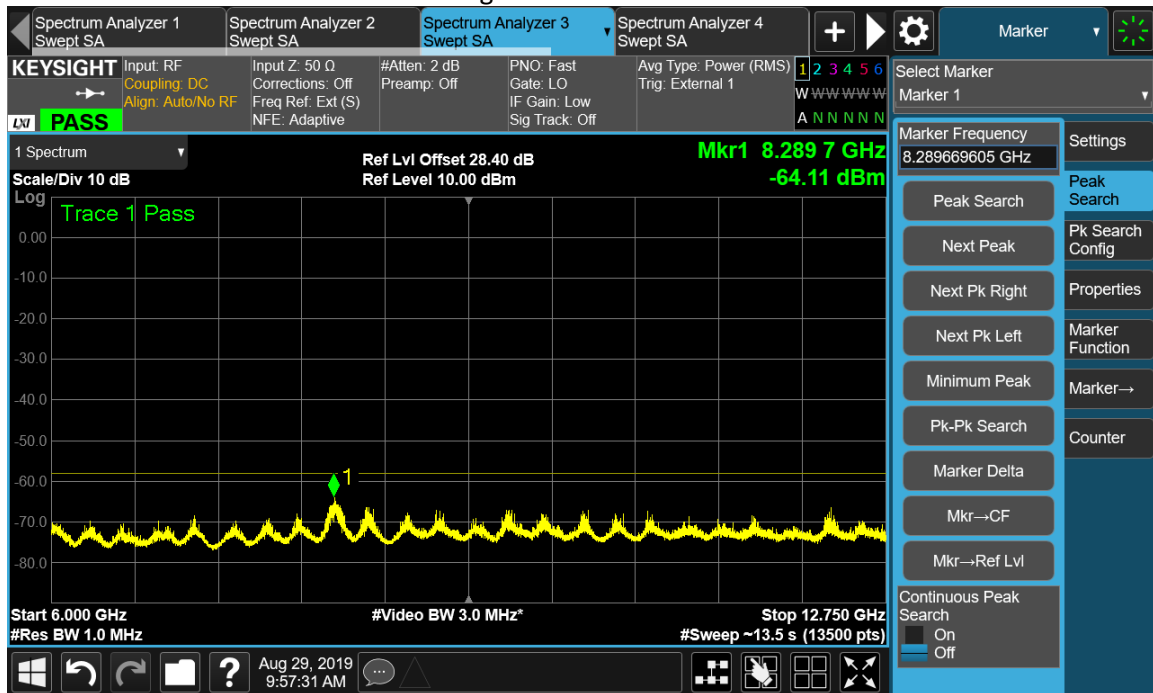 Spectrum Analyzer 1
Swept SA
Spectrum Analyzer 2
Swept SA
Spectrum Analyzer 3
Swept SA
Spectrum Analyzer 4
Swept SA
+
Marker
KEYSIGHT
LXI PASS
Input: RF
Coupling: DC
Align: Auto/No RF
Input Z: 50 Ω
Corrections: Off
Freq Ref: Ext (S)
NFE: Adaptive
#Atten: 2 dB
Preamp: Off
PNO: Fast
Gate: LO
IF Gain: Low
Sig Track: Off
Avg Type: Power (RMS)
Trig: External 1
1 2 3 4 5 6
W W W W W W
A N N N N N
Select Marker
Marker 1
1 Spectrum
Scale/Div 10 dB
Ref Lvl Offset 28.40 dB
Ref Level 10.00 dBm
Mkr1 8.289 7 GHz
-64.11 dBm
Log
Trace 1 Pass
0.00
-10.0
-20.0
-30.0
-40.0
-50.0
-60.0
-70.0
-80.0
1
Start 6.000 GHz
#Res BW 1.0 MHz
#Video BW 3.0 MHz*
Stop 12.750 GHz
#Sweep ~13.5 s (13500 pts)
Marker Frequency
8.289669605 GHz
Peak Search
Next Peak
Next Pk Right
Next Pk Left
Minimum Peak
Pk-Pk Search
Marker Delta
Mkr→CF
Mkr→Ref Lvl
Continuous Peak
Search
On
Off
Settings
Peak
Search
Pk Search
Config
Properties
Marker
Function
Marker→
Counter
?
Aug 29, 2019
9:57:31 AM